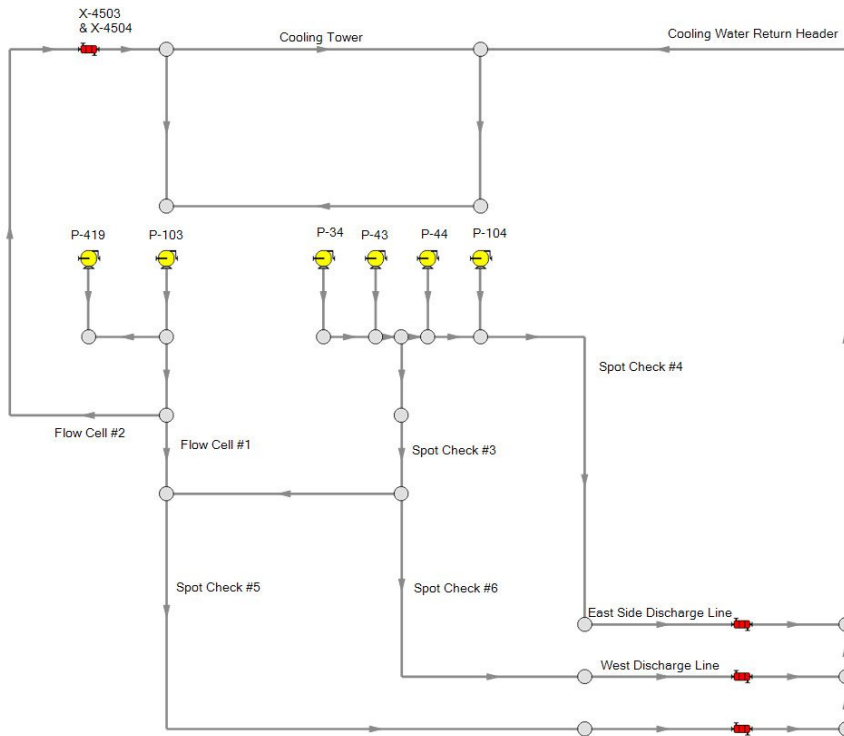 X-4503
& X-4504
Cooling Tower
Cooling Water Return Header
P-419
P-103
P-34
P-43
P-44
P-104
Spot Check #4
Flow Cell #2
Flow Cell #1
Spot Check #3
Spot Check #5
Spot Check #6
East Side Discharge Line
West Discharge Line